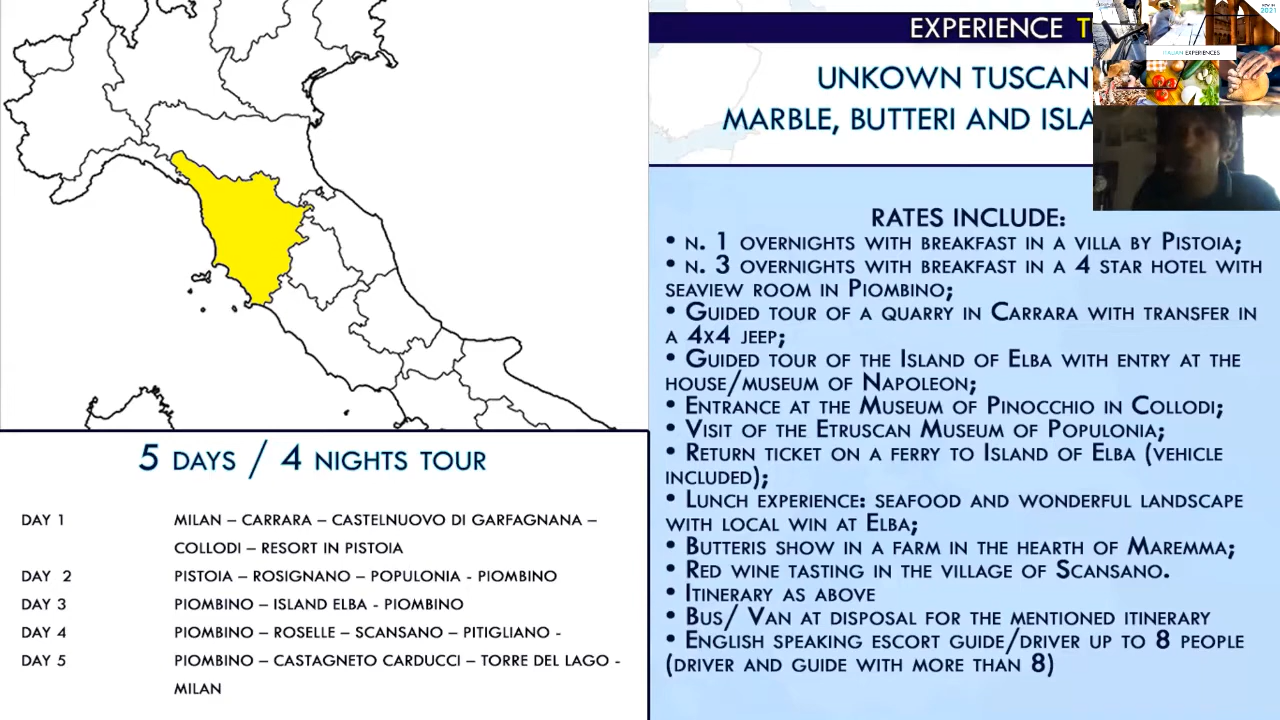 EXPERIENCE T
UNKOWN TUSCAN
MARBLE, BUTTERI AND ISLA
2021
ITALIAN EXPERIENCES
RATES INCLUDE:
• N. 1 OVERNIGHTS WITH BREAKFAST IN A VILLA BY PISTOIA;
• N. 3 OVERNIGHTS WITH BREAKFAST IN A 4 STAR HOTEL WITH
SEAVIEW ROOM IN PIOMBINO;
• GUIDED TOUR OF A QUARRY IN CARRARA WITH TRANSFER IN
A 4X4 JEEP;
• GUIDED TOUR OF THE ISLAND OF ELBA WITH ENTRY AT THE
HOUSE/MUSEUM OF NAPOLEON;
• ENTRANCE AT THE MUSEUM OF PINOCCHIO IN COLLODI;
• VISIT OF THE ETRUSCAN MUSEUM OF POPULONIA;
• RETURN TICKET ON A FERRY TO ISLAND OF ELBA (VEHICLE
INCLUDED);
• LUNCH EXPERIENCE: SEAFOOD AND WONDERFUL LANDSCAPE
WITH LOCAL WIN AT ELBA;
• BUTTERIS SHOW IN A FARM IN THE HEARTH OF MAREMMA;
• RED WINE TASTING IN THE VILLAGE OF SCANSANO.
• ITINERARY AS ABOVE
• BUS/ VAN AT DISPOSAL FOR THE MENTIONED ITINERARY
• ENGLISH SPEAKING ESCORT GUIDE/DRIVER UP TO 8 PEOPLE
(DRIVER AND GUIDE WITH MORE THAN 8)
5 DAYS / 4 NIGHTS TOUR
DAY 1 MILAN – CARRARA – CASTELNUOVO DI GARFAGNANA –
COLLODI – RESORT IN PISTOIA
DAY 2 PISTOIA – ROSIGNANO – POPULONIA - PIOMBINO
DAY 3 PIOMBINO – ISLAND ELBA - PIOMBINO
DAY 4 PIOMBINO – ROSELLE – SCANSANO – PITIGLIANO -
DAY 5 PIOMBINO – CASTAGNETO CARDUCCI – TORRE DEL LAGO -
MILAN